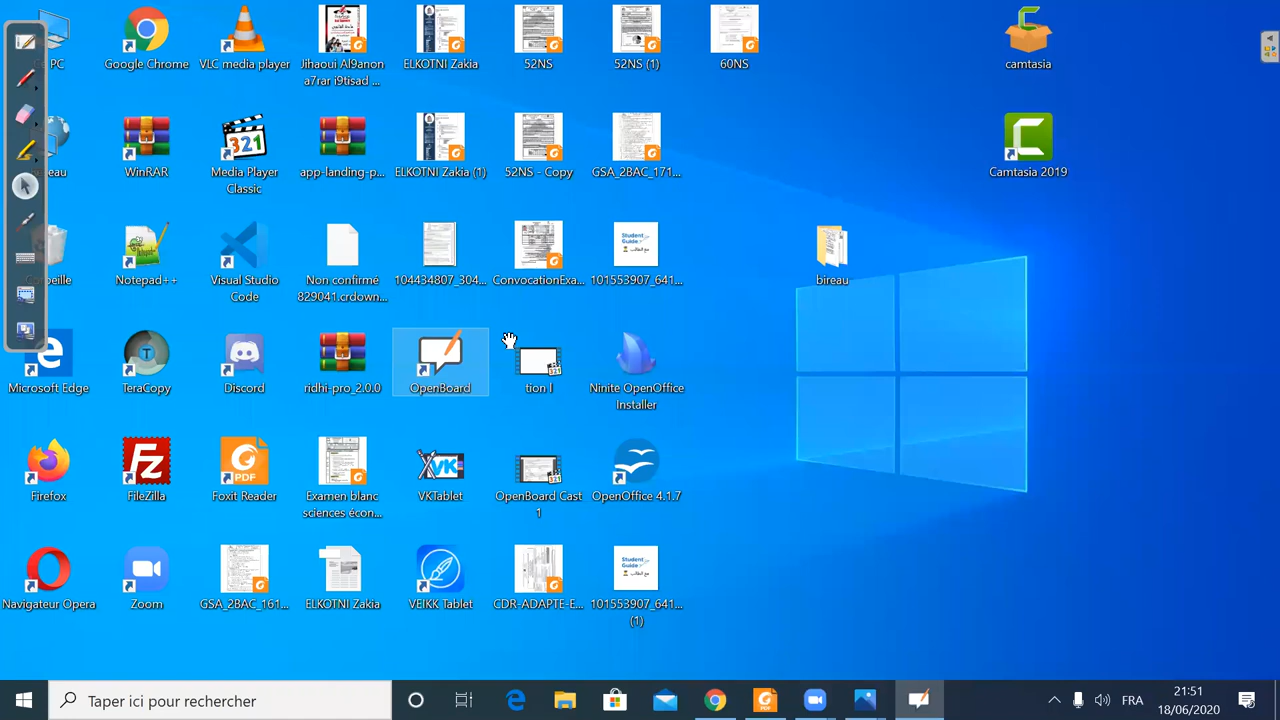 PC
Google Chrome
VLC media player
Jihaoui Al9anon
a7rar i9tisad ...
ELKOTNI Zakia
52NS
52NS (1)
60NS
camtasia
WinRAR
Media Player
Classic
app-landing-p...
ELKOTNI Zakia (1)
52NS - Copy
GSA_2BAC_171...
Camtasia 2019
Notepad++
Visual Studio
Code
Non confirmé
829041.crdown...
104434807_304...
ConvocationExa...
101553907_641...
bireau
Microsoft Edge
TeraCopy
Discord
ridhi-pro_2.0.0
OpenBoard
tion l
Ninite OpenOffice
Installer
Firefox
FileZilla
Foxit Reader
Examen blanc
sciences écon...
VKTablet
OpenBoard Cast
1
OpenOffice 4.1.7
Navigateur Opera
Zoom
GSA_2BAC_161...
ELKOTNI Zakia
VEIKK Tablet
CDR-ADAPTE-E...
101553907_641...
(1)
Taper ici pour rechercher
FRA
21:51
18/06/2020